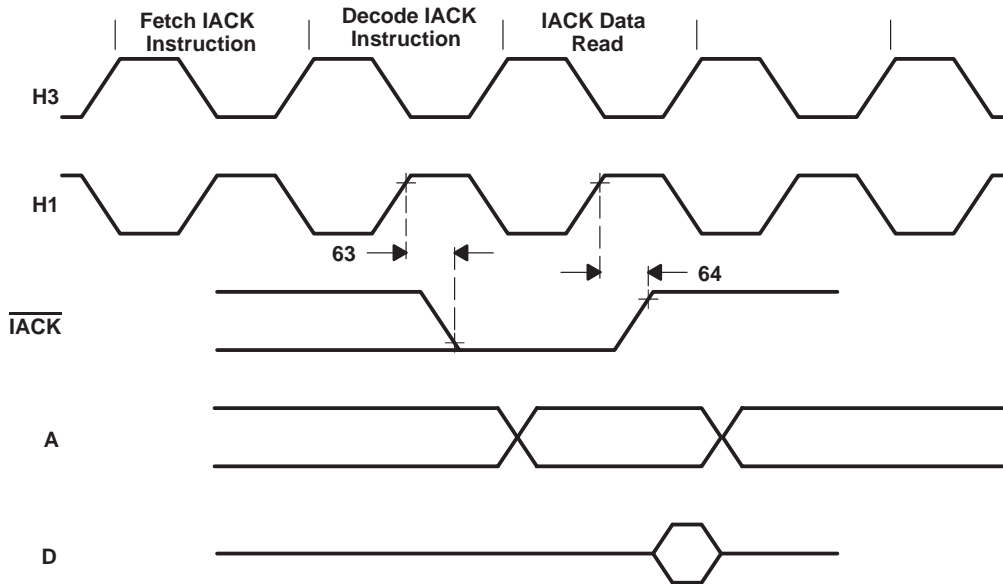 Fetch IACK
Instruction
Decode IACK
Instruction
IACK Data
Read
H3
H1
63
64
IACK
A
D